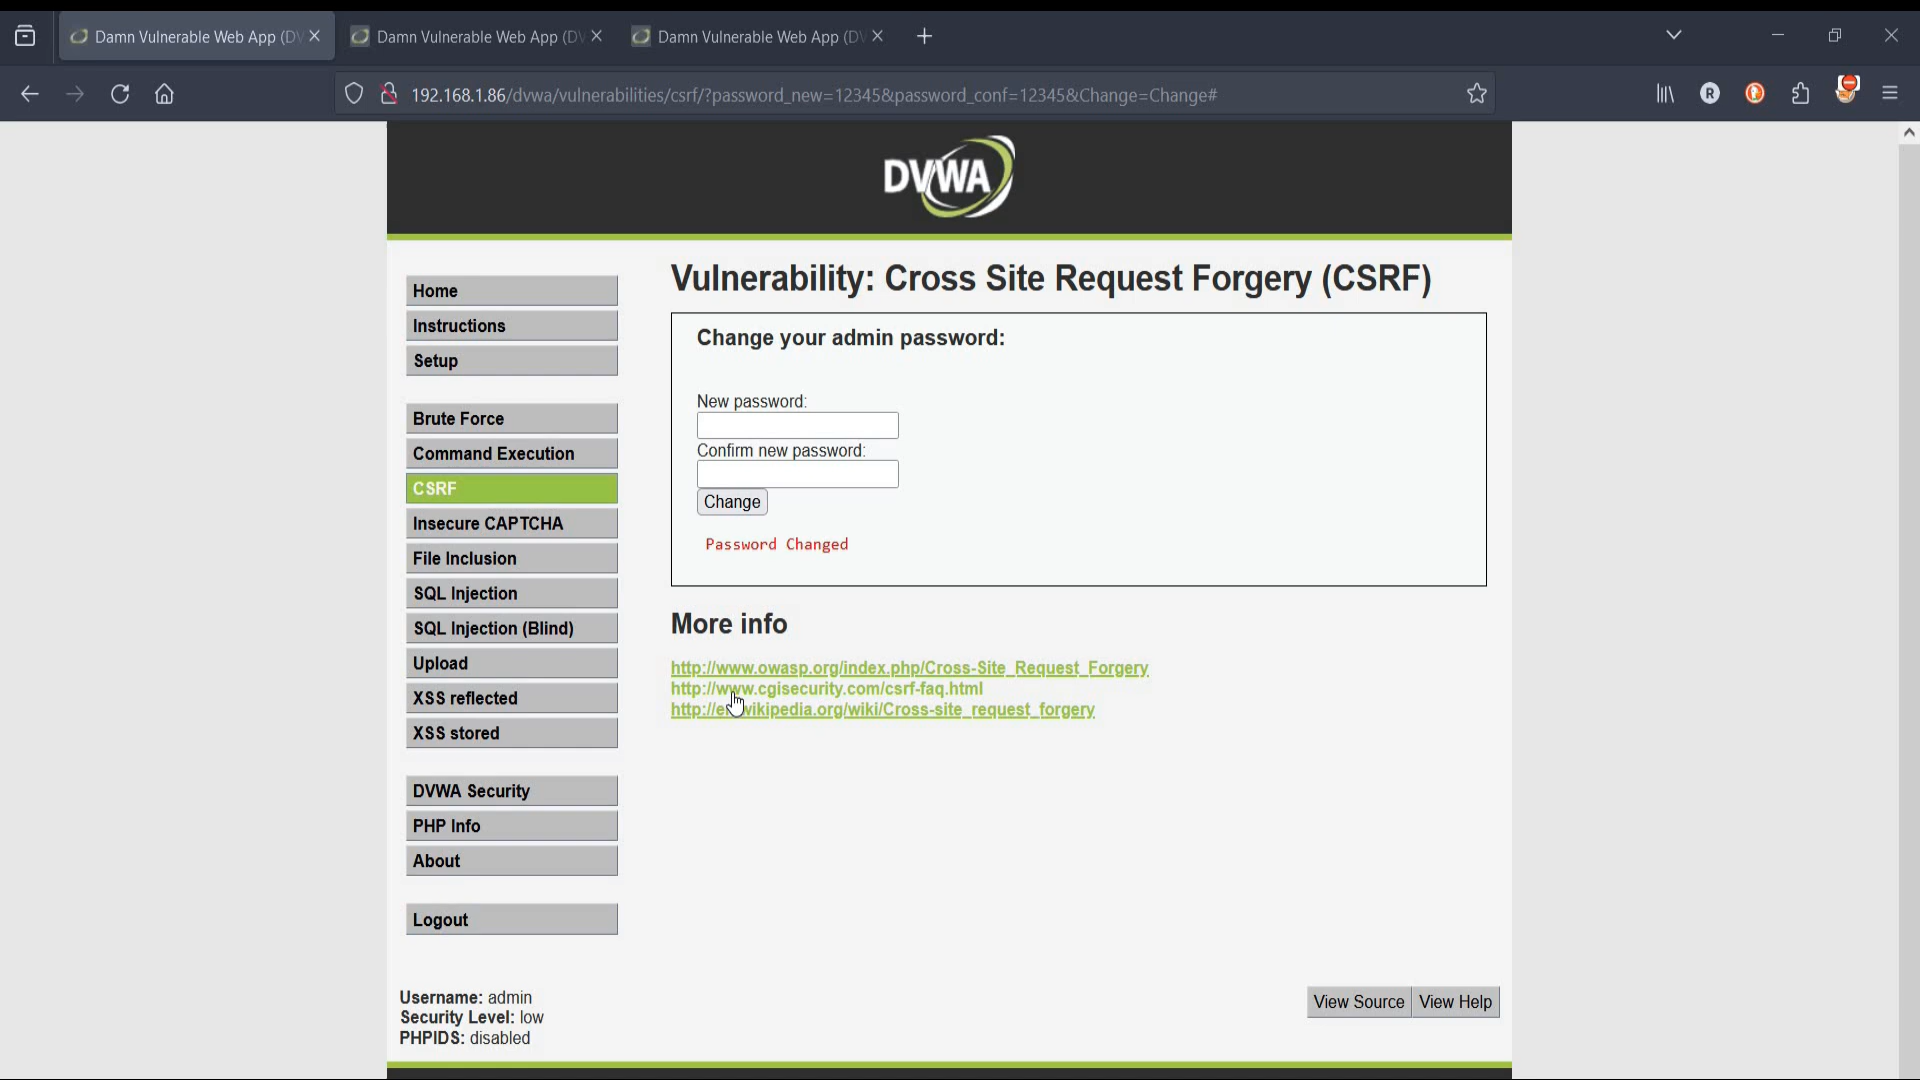 Damn Vulnerable Web App (DV
Damn Vulnerable Web App (DV
Damn Vulnerable Web App (DV
192.168.1.86/dvwa/vulnerabilities/csrf/?password_new=12345&password_conf=12345&Change=Change#
R
DVWA
Home
Instructions
Setup
Brute Force
Command Execution
CSRF
Insecure CAPTCHA
File Inclusion
SQL Injection
SQL Injection (Blind)
Upload
XSS reflected
XSS stored
DVWA Security
PHP Info
About
Logout
Vulnerability: Cross Site Request Forgery (CSRF)
Change your admin password:
New password:
Confirm new password:
Change
Password Changed
More info
http://www.owasp.org/index.php/Cross-Site_Request_Forgery
http://www.cgisecurity.com/csrf-faq.html
http://en.wikipedia.org/wiki/Cross-site_request_forgery
Username: admin
Security Level: low
PHPIDS: disabled
View Source View Help